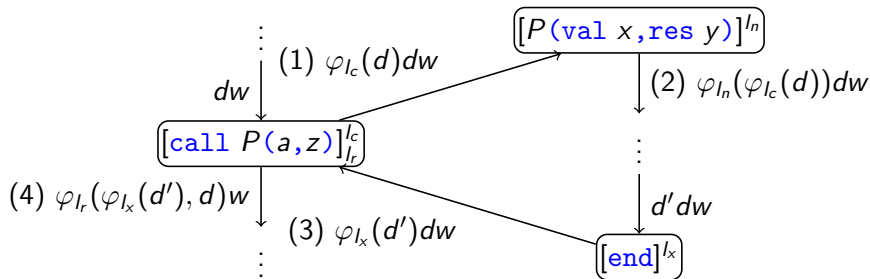 ⋮
[P(val x,res y)]^{l_n}
(1) φ_{l_c}(d)dw
(2) φ_{l_n}(φ_{l_c}(d))dw
dw
[call P(a,z)]^{l_c}_{l_r}
⋮
(4) φ_{l_r}(φ_{l_x}(d′),d)w
d′dw
(3) φ_{l_x}(d′)dw
[end]^{l_x}
⋮